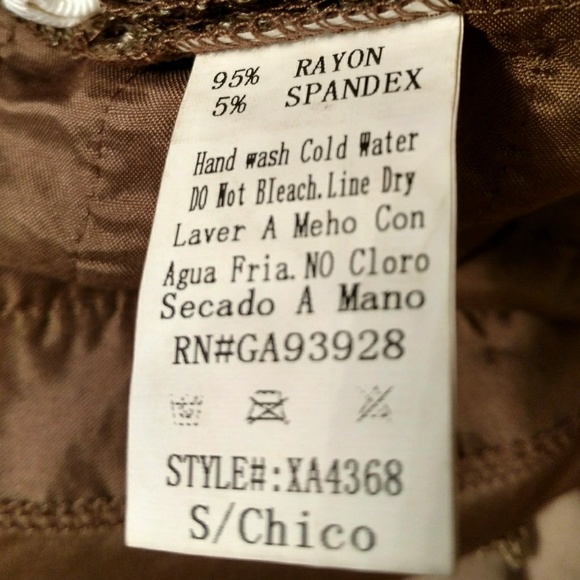 95% RAYON
5% SPANDEX
Hand wash Cold Water
DO Not Bleach. Line Dry
Laver A Meho Con
Agua Fria. NO Cloro
Secado A Mano
RN#GA93928
STYLE#:XA4368
S/Chico